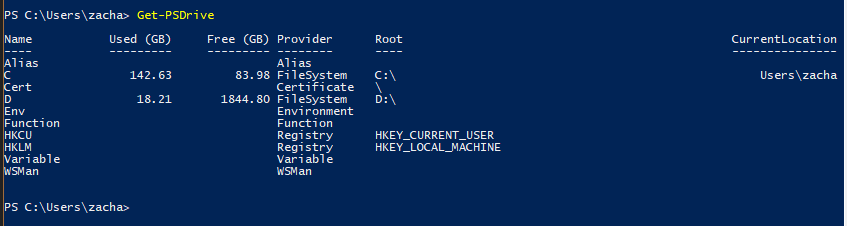 PS C:\Users\zacha> Get-PSDrive
Name Used (GB) Free (GB) Provider Root CurrentLocation
---- --------- --------- -------- ---- ---------------
Alias Alias
C 142.63 83.98 FileSystem C:\ Users\zacha
Cert Certificate \
D 18.21 1844.80 FileSystem D:\
Env Environment
Function Function
HKCU Registry HKEY_CURRENT_USER
HKLM Registry HKEY_LOCAL_MACHINE
Variable Variable
WSMan WSMan
PS C:\Users\zacha>